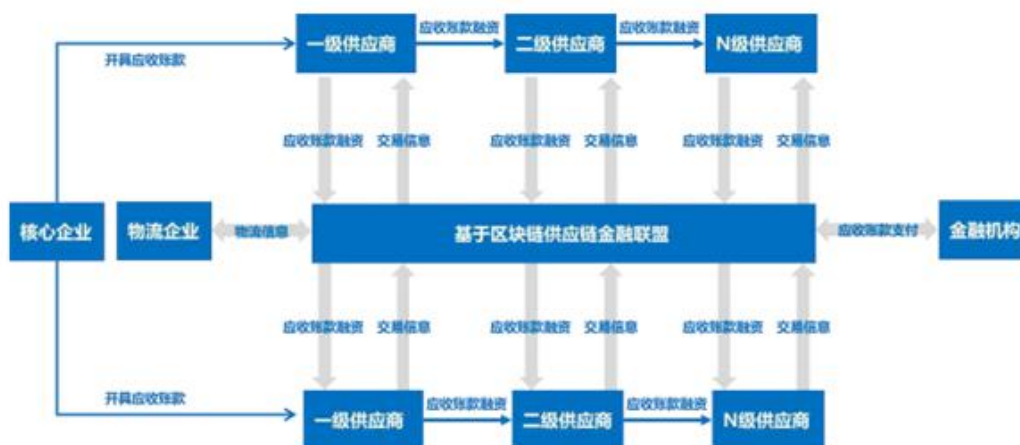 一级供应商 应收账款融资 二级供应商 应收账款融资 N级供应商
开具应收账款
应收账款融资 交易信息 应收账款融资 交易信息 应收账款融资 交易信息
核心企业 物流企业 物流信息 基于区块链供应链金融联盟 应收账款支付 金融机构
应收账款融资 交易信息 应收账款融资 交易信息 应收账款融资 交易信息
开具应收账款
一级供应商 应收账款融资 二级供应商 应收账款融资 N级供应商